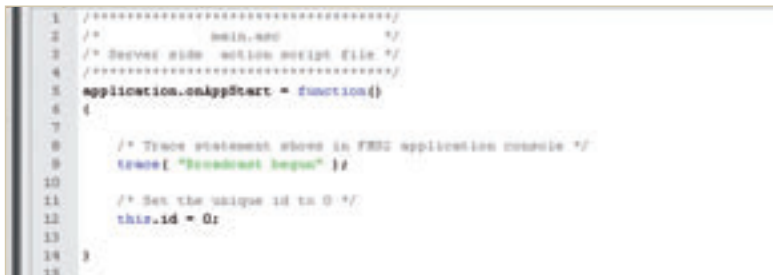 1 /***********************************/
2 /* main.asc */
3 /* Server side action script file */
4 /***********************************/
5 application.onAppStart = function()
6 {
7
8 /* Trace statement shows in FMS2 application console */
9 trace( "Broadcast begun" );
10
11 /* Set the unique id to 0 */
12 this.id = 0;
13
14 }
15